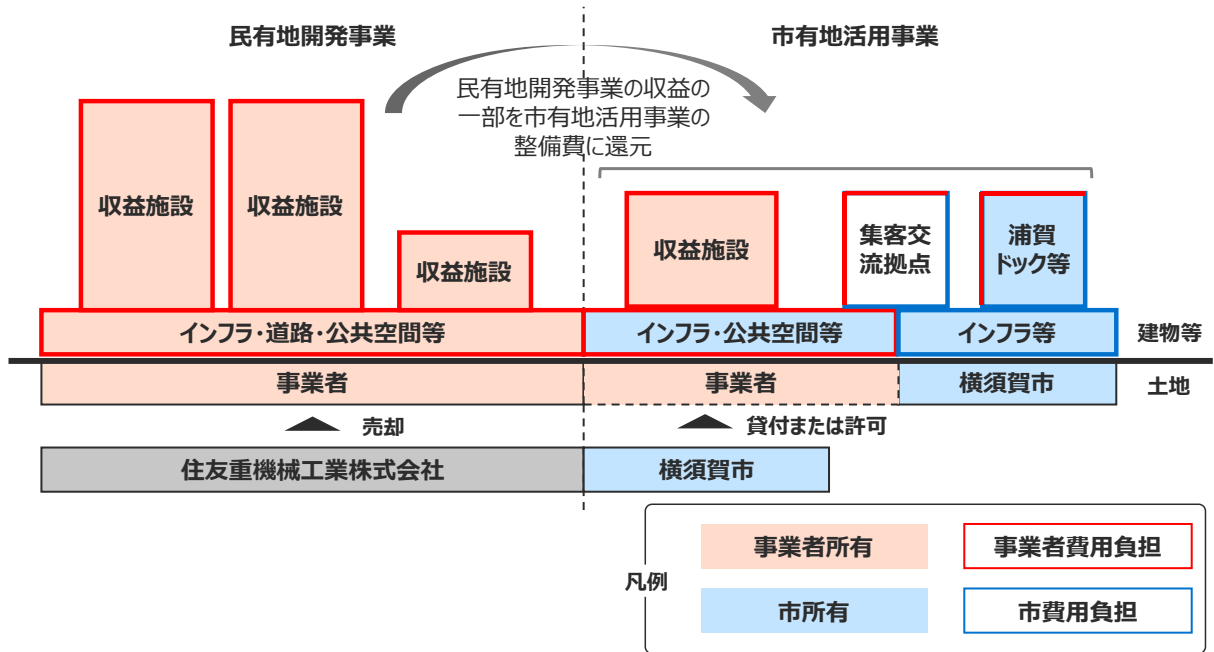 民有地開発事業
市有地活用事業
民有地開発事業の収益の
一部を市有地活用事業の
整備費に還元
収益施設
収益施設
収益施設
収益施設
集客交
流拠点
浦賀
ドック等
インフラ・道路・公共空間等
インフラ・公共空間等
インフラ等
建物等
事業者
事業者
横須賀市
土地
売却
貸付または許可
住友重機械工業株式会社
横須賀市
凡例
事業者所有
事業者費用負担
市所有
市費用負担